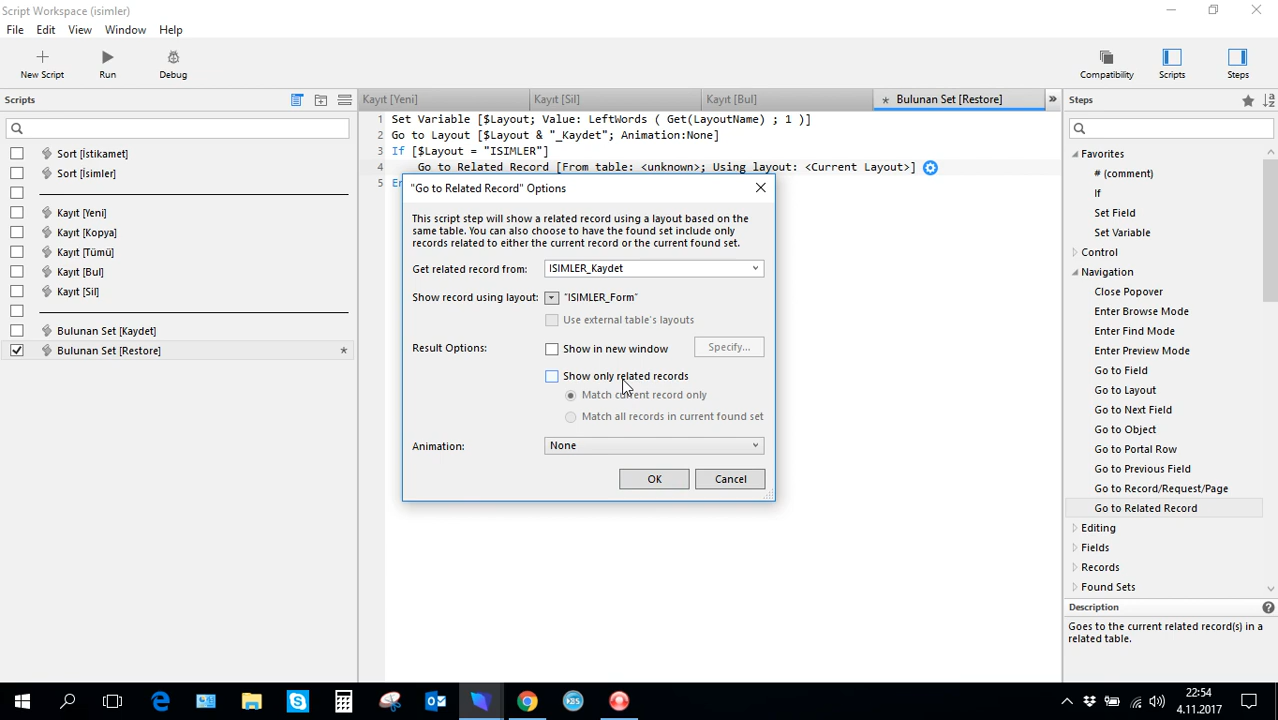 Script Workspace (isimler)
File Edit View Window Help
New Script Run Debug Compatibility Scripts Steps
Scripts
Sort [İstikamet]
Sort [İsimler]
Kayıt [Yeni]
Kayıt [Kopya]
Kayıt [Tümü]
Kayıt [Bul]
Kayıt [Sil]
Bulunan Set [Kaydet]
Bulunan Set [Restore] *
Kayıt [Yeni] Kayıt [Sil] Kayıt [Bul] * Bulunan Set [Restore] »
1 Set Variable [$Layout; Value: LeftWords ( Get(LayoutName) ; 1 )]
2 Go to Layout [$Layout & "_Kaydet"; Animation:None]
3 If [$Layout = "ISIMLER"]
4 Go to Related Record [From table: <unknown>; Using layout: <Current Layout>]
5
"Go to Related Record" Options
This script step will show a related record using a layout based on the
same table. You can also choose to have the found set include only
records related to either the current record or the current found set.
Get related record from: ISIMLER_Kaydet
Show record using layout: "ISIMLER_Form"
Use external table's layouts
Result Options: Show in new window Specify...
Show only related records
Match current record only
Match all records in current found set
Animation: None
OK Cancel
Steps
Favorites
# (comment)
If
Set Field
Set Variable
Control
Navigation
Close Popover
Enter Browse Mode
Enter Find Mode
Enter Preview Mode
Go to Field
Go to Layout
Go to Next Field
Go to Object
Go to Portal Row
Go to Previous Field
Go to Record/Request/Page
Go to Related Record
Editing
Fields
Records
Found Sets
Description
Goes to the current related record(s) in a
related table.
22:54
4.11.2017